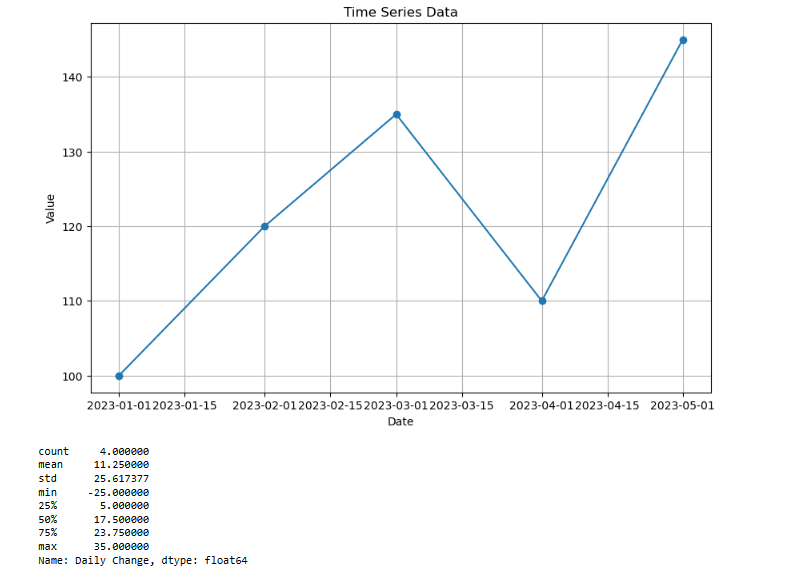 Time Series Data
140
130
120
110
100
Value
2023-01-01 2023-01-15 2023-02-01 2023-02-15 2023-03-01 2023-03-15 2023-04-01 2023-04-15 2023-05-01
Date
count 4.000000
mean 11.250000
std 25.617377
min -25.000000
25% 5.000000
50% 17.500000
75% 23.750000
max 35.000000
Name: Daily Change, dtype: float64